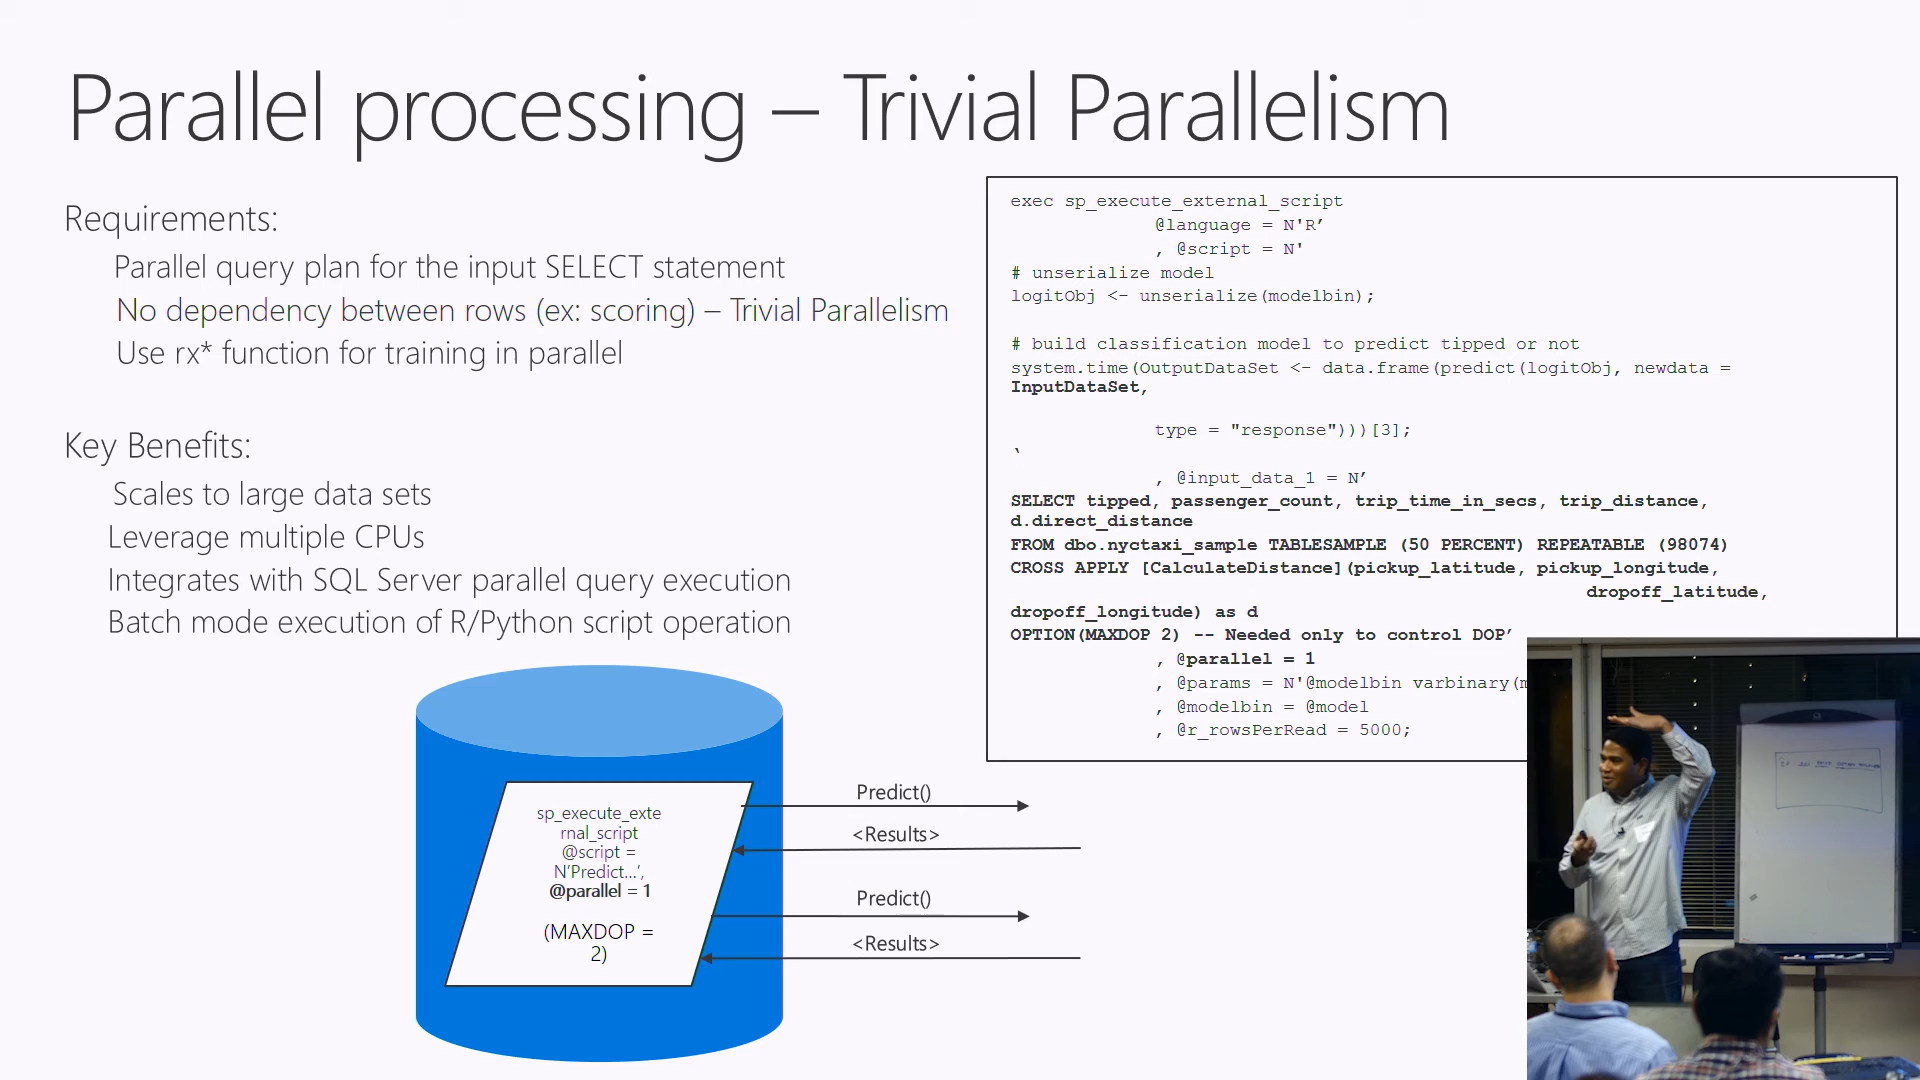 Parallel processing – Trivial Parallelism
Requirements:
Parallel query plan for the input SELECT statement
No dependency between rows (ex: scoring) – Trivial Parallelism
Use rx* function for training in parallel
Key Benefits:
Scales to large data sets
Leverage multiple CPUs
Integrates with SQL Server parallel query execution
Batch mode execution of R/Python script operation
exec sp_execute_external_script
@language = N'R’
, @script = N'
# unserialize model
logitObj <- unserialize(modelbin);
# build classification model to predict tipped or not
system.time(OutputDataSet <- data.frame(predict(logitObj, newdata =
InputDataSet,
type = "response")))[3];
‘
, @input_data_1 = N’
SELECT tipped, passenger_count, trip_time_in_secs, trip_distance,
d.direct_distance
FROM dbo.nyctaxi_sample TABLESAMPLE (50 PERCENT) REPEATABLE (98074)
CROSS APPLY [CalculateDistance](pickup_latitude, pickup_longitude,
dropoff_latitude,
dropoff_longitude) as d
OPTION(MAXDOP 2) -- Needed only to control DOP’
, @parallel = 1
, @params = N'@modelbin varbinary(
, @modelbin = @model
, @r_rowsPerRead = 5000;
sp_execute_exte
rnal_script
@script =
N’Predict…’,
@parallel = 1
(MAXDOP =
2)
Predict()
<Results>
Predict()
<Results>